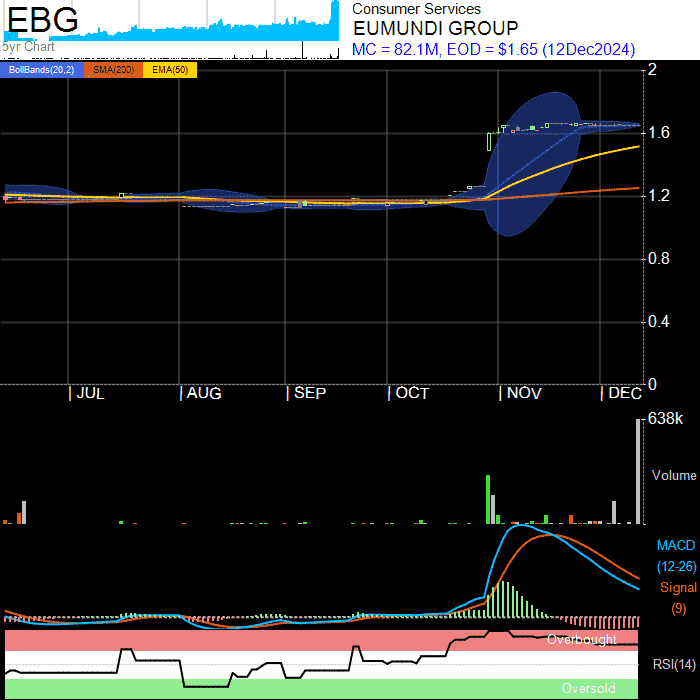 EBG
5yr Chart
Consumer Services
EUMUNDI GROUP
MC = 82.1M, EOD = $1.65 (12Dec2024)
BollBands(20,2) SMA(200) EMA(50)
2
1.6
1.2
0.8
0.4
0
JUL AUG SEP OCT NOV DEC
638k
Volume
MACD
(12-26)
Signal
(9)
Overbought
RSI(14)
Oversold